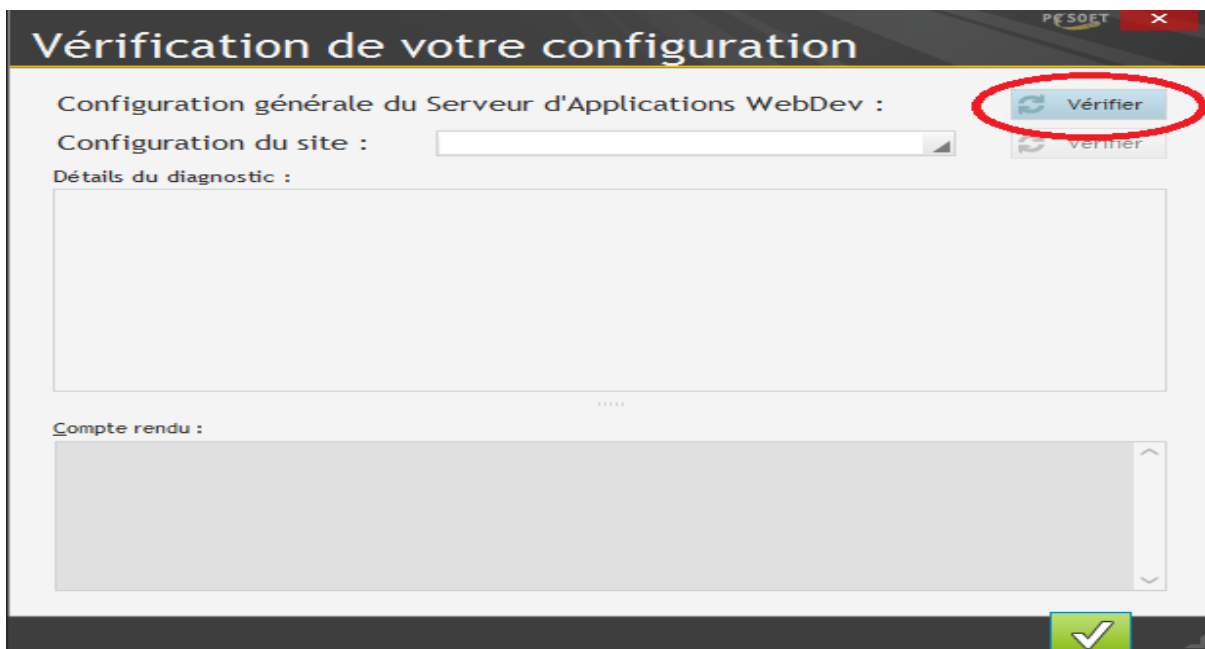 PCSOFT
Vérification de votre configuration
Configuration générale du Serveur d'Applications WebDev :
Vérifier
Configuration du site :
Vérifier
Détails du diagnostic :
Compte rendu :